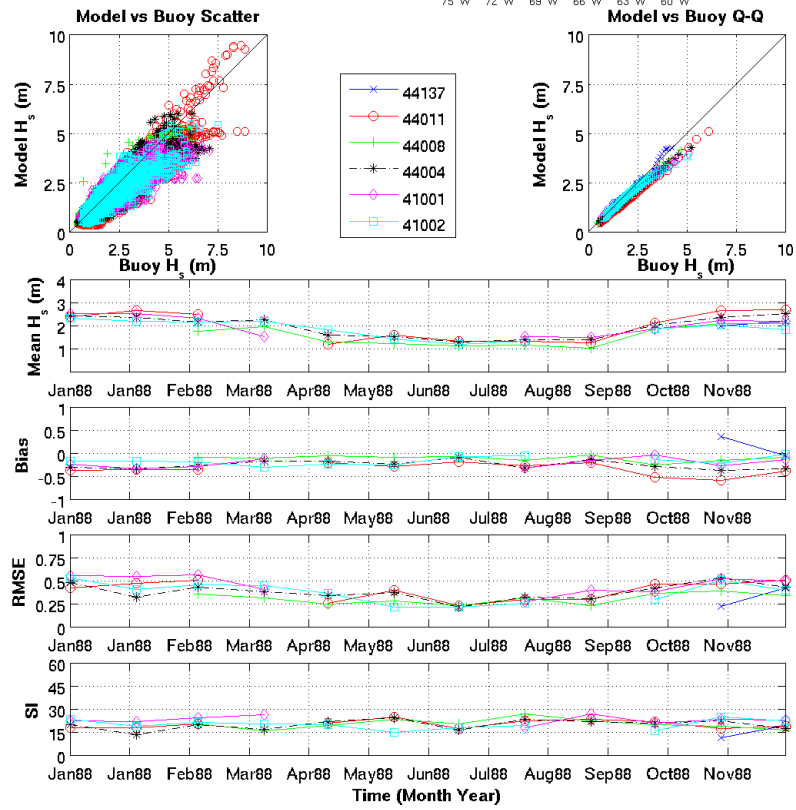 75°W 72°W 69°W 66°W 63°W 60°W
Model vs Buoy Scatter
Model vs Buoy Q-Q
10
7.5
5
2.5
0
Model H_s (m)
0 2.5 5 7.5 10
Buoy H_s (m)
44137
44011
44008
44004
41001
41002
10
7.5
5
2.5
0
Model H_s (m)
0 2.5 5 7.5 10
Buoy H_s (m)
4
3
2
1
Mean H_s (m)
Jan88 Jan88 Feb88 Mar88 Apr88 May88 Jun88 Jul88 Aug88 Sep88 Oct88 Nov88
1
0.5
0
-0.5
-1
Bias
Jan88 Jan88 Feb88 Mar88 Apr88 May88 Jun88 Jul88 Aug88 Sep88 Oct88 Nov88
1
0.75
0.5
0.25
0
RMSE
Jan88 Jan88 Feb88 Mar88 Apr88 May88 Jun88 Jul88 Aug88 Sep88 Oct88 Nov88
60
45
30
15
0
SI
Jan88 Jan88 Feb88 Mar88 Apr88 May88 Jun88 Jul88 Aug88 Sep88 Oct88 Nov88
Time (Month Year)